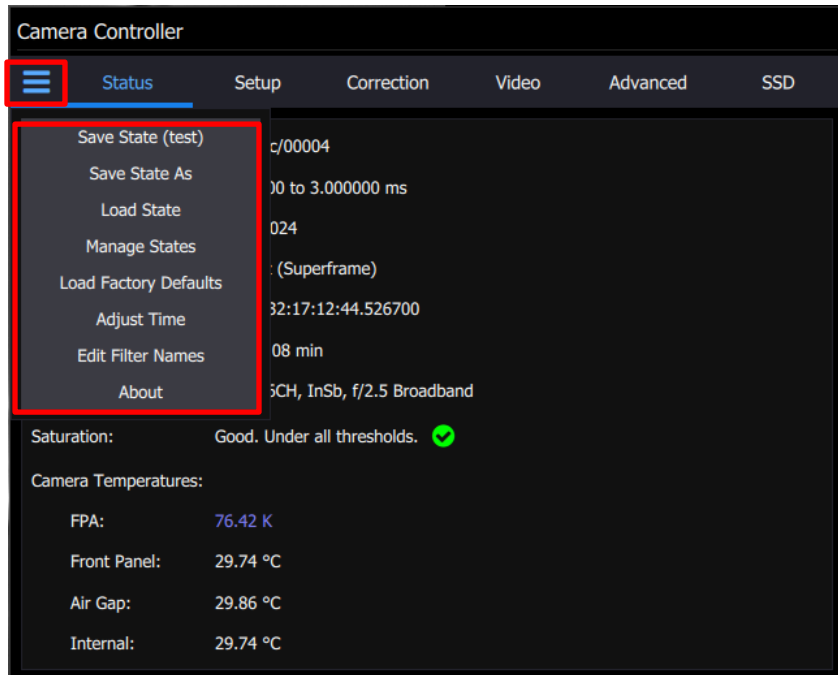 Camera Controller
Status Setup Correction Video Advanced SSD
Save State (test)
Save State As
Load State
Manage States
Load Factory Defaults
Adjust Time
Edit Filter Names
About
c/00004
00 to 3.000000 ms
024
(Superframe)
32:17:12:44.526700
08 min
CH, InSb, f/2.5 Broadband
Saturation: Good. Under all thresholds.
Camera Temperatures:
FPA: 76.42 K
Front Panel: 29.74 °C
Air Gap: 29.86 °C
Internal: 29.74 °C